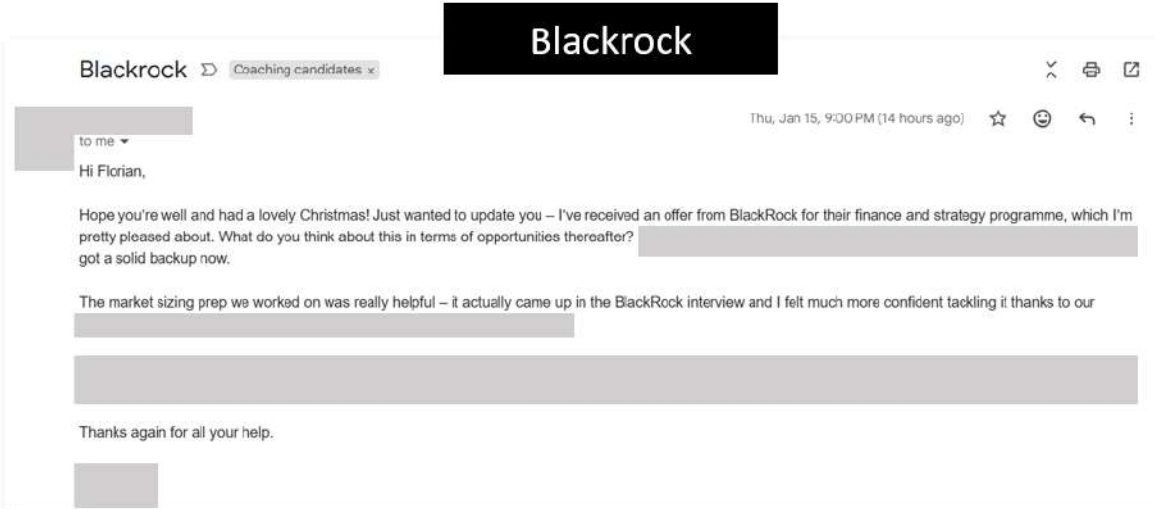 Blackrock
Blackrock
Coaching candidates x
Thu, Jan 15, 9:00 PM (14 hours ago)
to me
Hi Florian,
Hope you're well and had a lovely Christmas! Just wanted to update you – I've received an offer from BlackRock for their finance and strategy programme, which I'm
pretty pleased about. What do you think about this in terms of opportunities thereafter?
got a solid backup now.
The market sizing prep we worked on was really helpful – it actually came up in the BlackRock interview and I felt much more confident tackling it thanks to our
Thanks again for all your help.